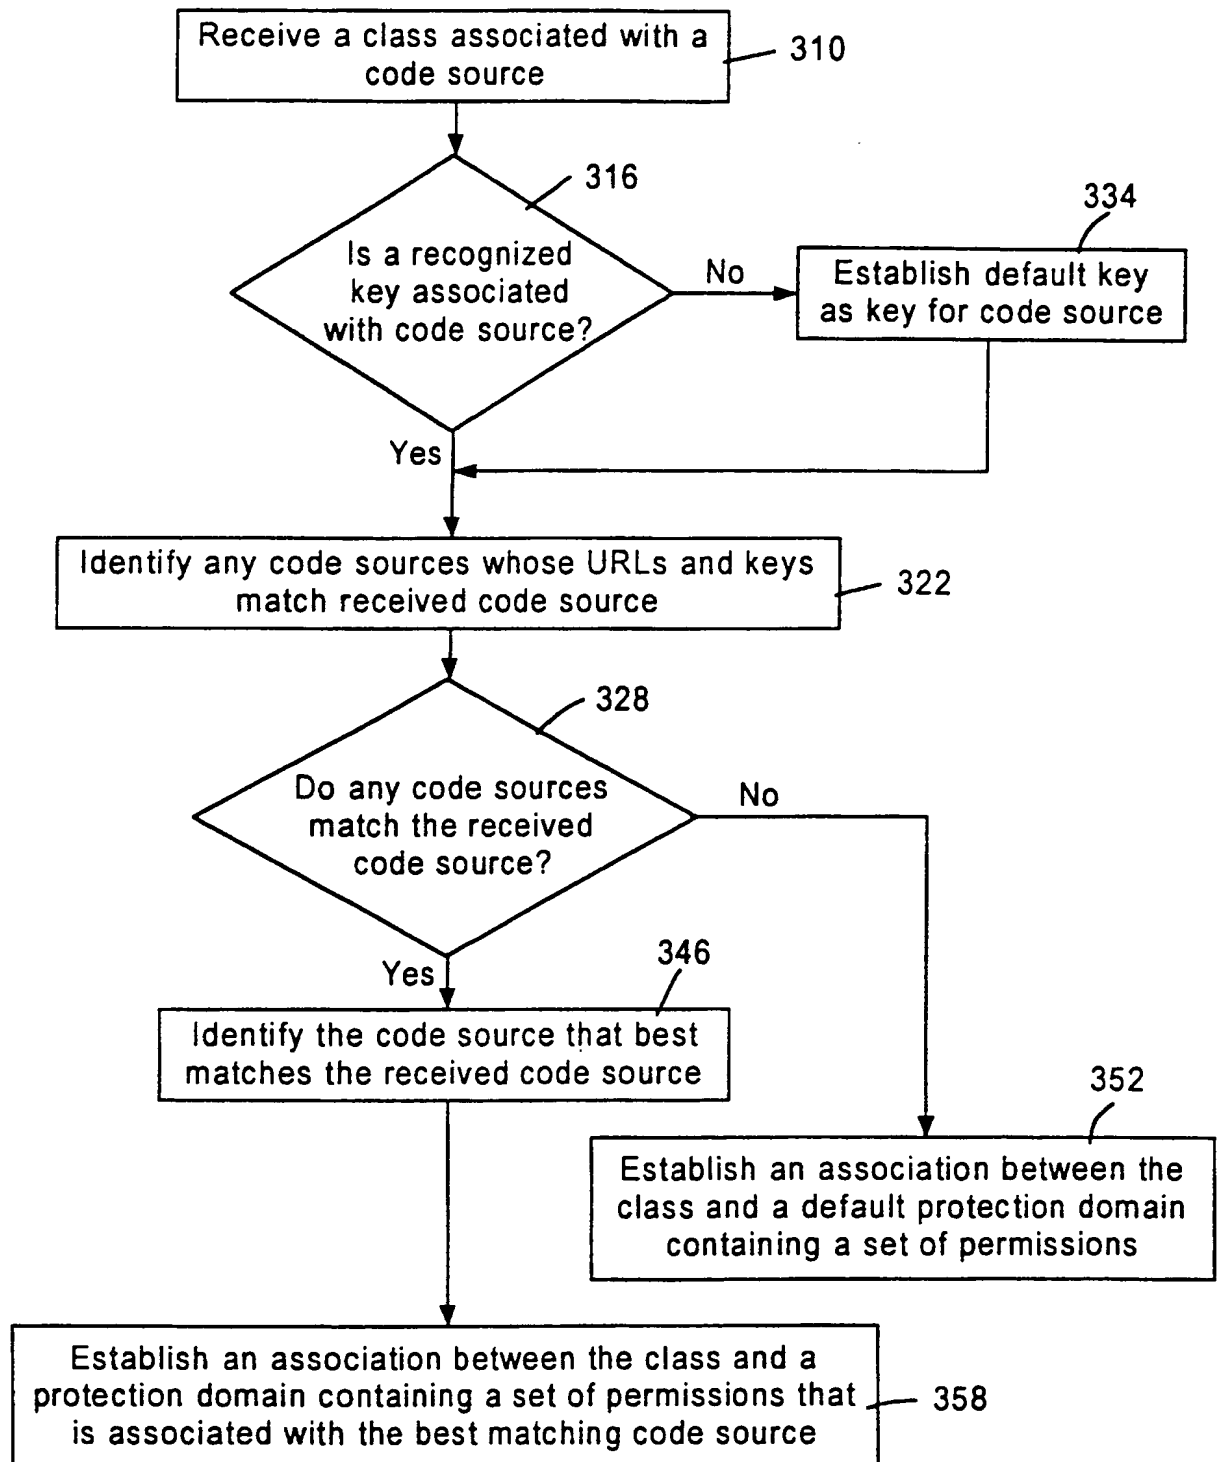 Receive a class associated with a
code source
310
316
Is a recognized
key associated
with code source?
No
334
Establish default key
as key for code source
Yes
Identify any code sources whose URLs and keys
match received code source
322
328
Do any code sources
match the received
code source?
No
Yes
346
Identify the code source that best
matches the received code source
352
Establish an association between the
class and a default protection domain
containing a set of permissions
Establish an association between the class and a
protection domain containing a set of permissions that
is associated with the best matching code source
358